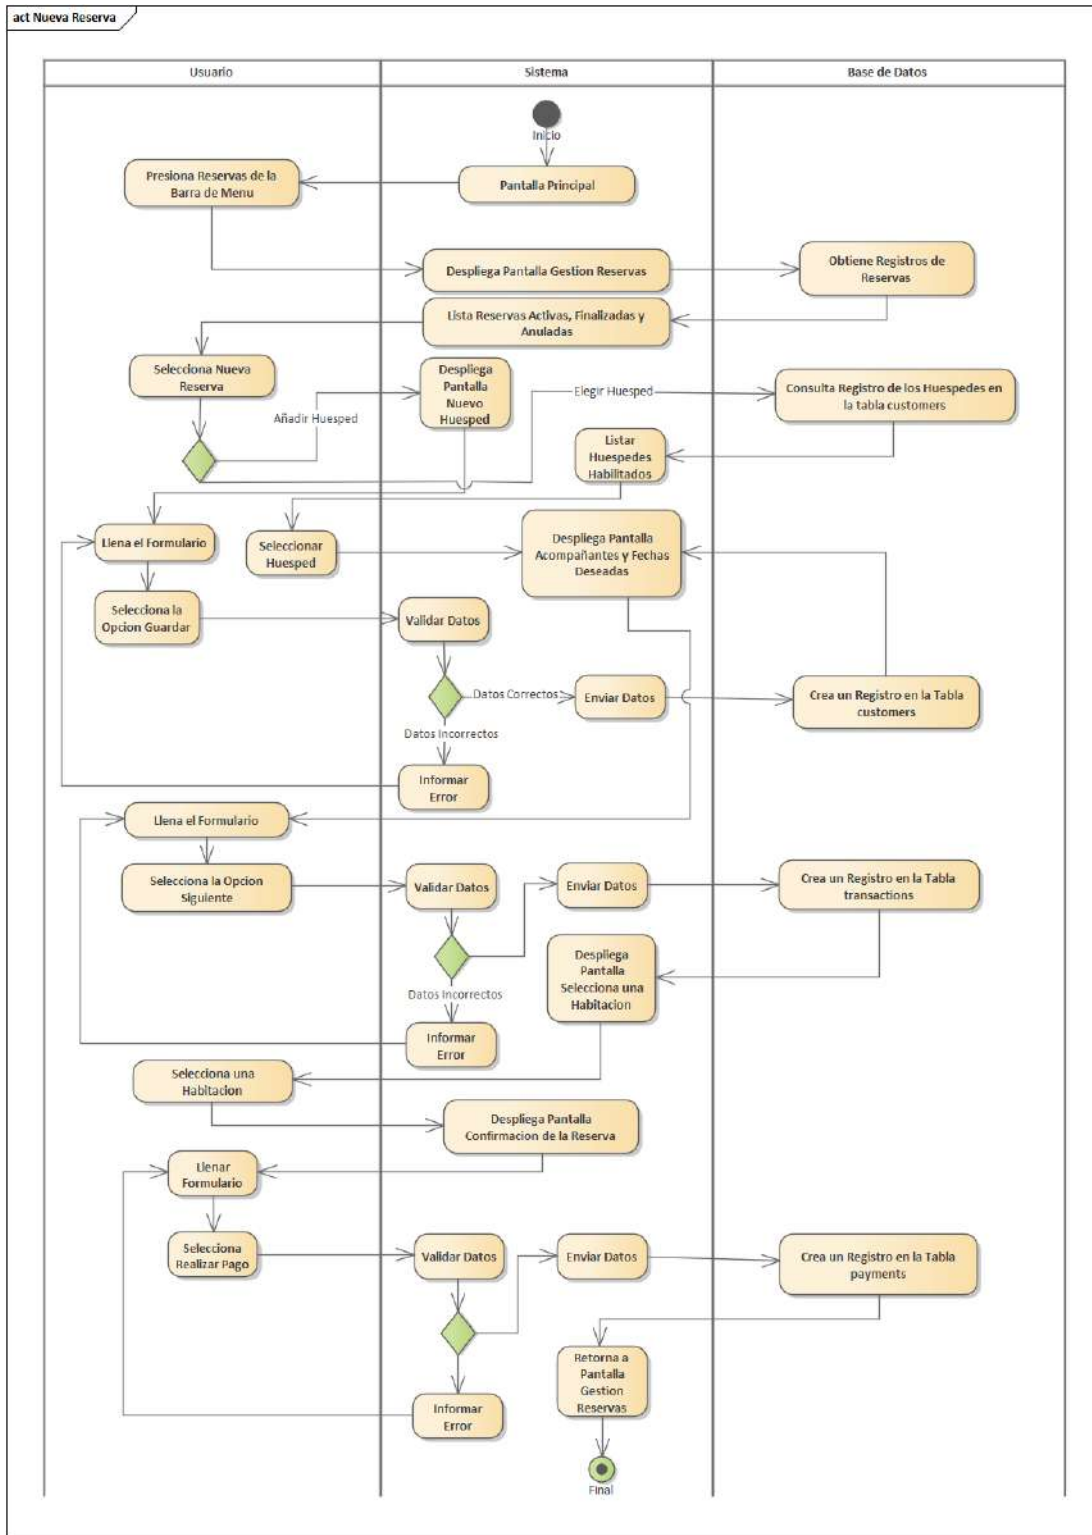 act Nueva Reserva
Usuario
Sistema
Base de Datos
Inicio
Presiona Reservas de la
Barra de Menu
Pantalla Principal
Despliega Pantalla Gestion Reservas
Obtiene Registros de
Reservas
Lista Reservas Activas, Finalizadas y
Anuladas
Selecciona Nueva
Reserva
Despliega
Pantalla
Nuevo
Huesped
Elegir Huesped
Consulta Registro de los Huespedes en
la tabla customers
Añadir Huesped
Listar
Huespedes
Habilitados
Llena el Formulario
Seleccionar
Huesped
Despliega Pantalla
Acompañantes y Fechas
Deseadas
Selecciona la
Opcion Guardar
Validar Datos
Datos Correctos
Enviar Datos
Crea un Registro en la Tabla
customers
Datos Incorrectos
Informar
Error
Llena el Formulario
Selecciona la Opcion
Siguiente
Validar Datos
Enviar Datos
Crea un Registro en la Tabla
transactions
Despliega
Pantalla
Selecciona una
Habitacion
Datos Incorrectos
Informar
Error
Selecciona una
Habitacion
Despliega Pantalla
Confirmacion de la Reserva
Llenar
Formulario
Selecciona
Realizar Pago
Validar Datos
Enviar Datos
Crea un Registro en la Tabla
payments
Retorna a
Pantalla
Gestion
Reservas
Informar
Error
Final